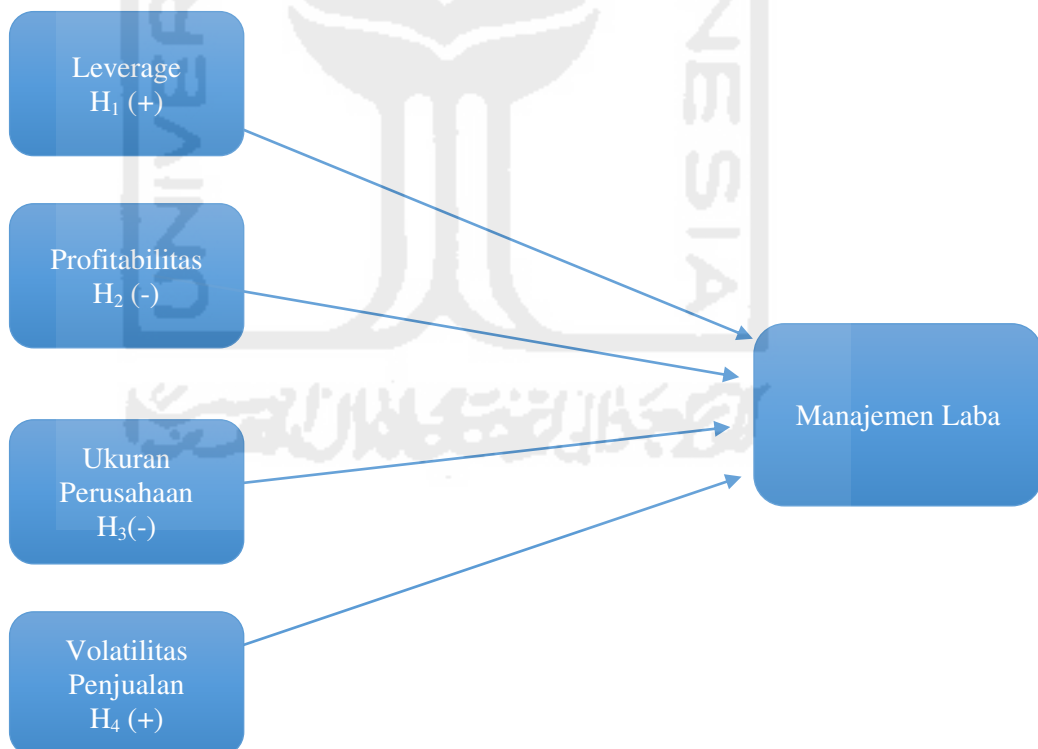 Leverage
H₁ (+)
Profitabilitas
H₂ (-)
Manajemen Laba
Ukuran
Perusahaan
H₃(-)
Volatilitas
Penjualan
H₄ (+)